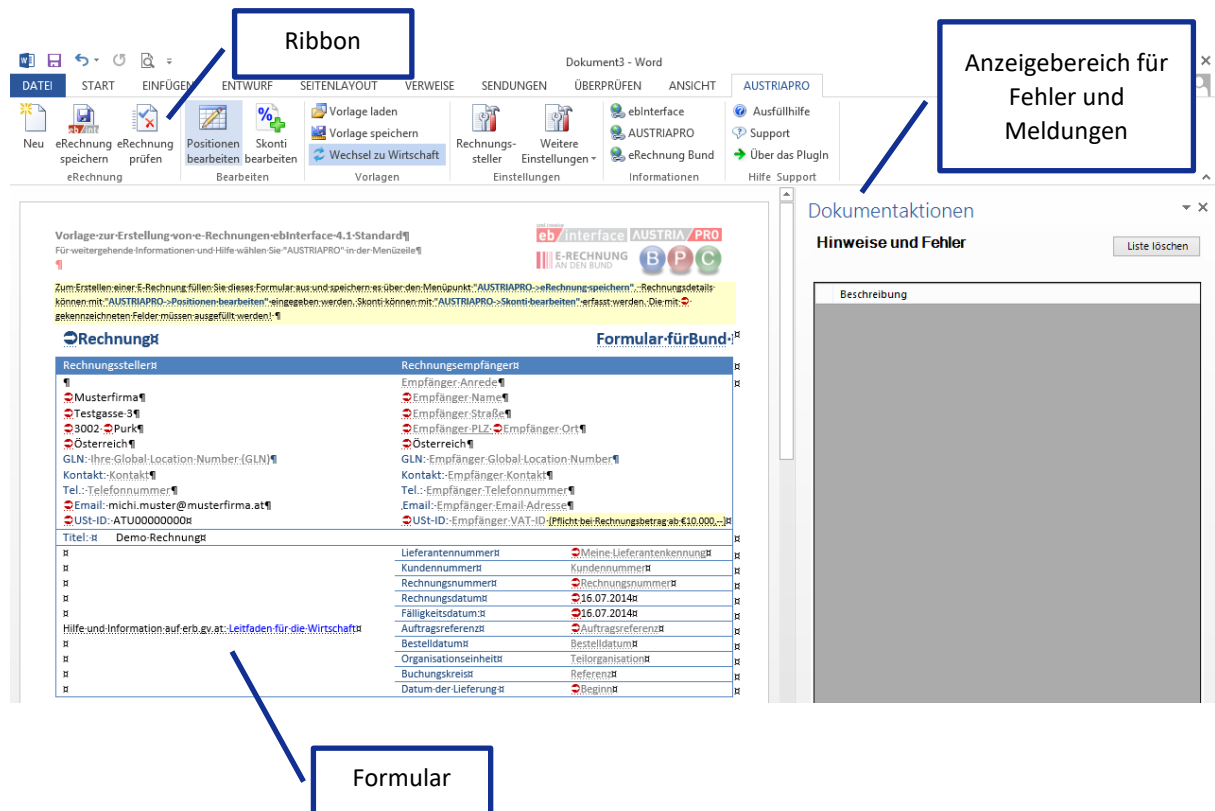 Ribbon
Anzeigebereich für
Fehler und
Meldungen
Dokument3 - Word
DATEI START EINFÜGEN ENTWURF SEITENLAYOUT VERWEISE SENDUNGEN ÜBERPRÜFEN ANSICHT AUSTRIAPRO
Neu
eRechnung speichern
eRechnung prüfen
eRechnung
Positionen bearbeiten
Skonti bearbeiten
Bearbeiten
Vorlage laden
Vorlage speichern
Wechsel zu Wirtschaft
Vorlagen
Rechnungs-
steller
Weitere
Einstellungen
Einstellungen
ebInterface
AUSTRIAPRO
eRechnung Bund
Informationen
Ausfüllhilfe
Support
Über das PlugIn
Hilfe Support
Vorlage·zur·Erstellung·von·e-Rechnungen·ebInterface·4.1·Standard¶
Für·weitergehende·Informationen·und·Hilfe·wählen·Sie·"AUSTRIAPRO"·in·der·Menüzeile¶
¶
eb/interface AUSTRIA/PRO
E-RECHNUNG
AN DEN BUND
B P C
Zum·Erstellen·einer·E-Rechnung·füllen·Sie·dieses·Formular·aus·und·speichern·es·über·den·Menüpunkt·"AUSTRIAPRO->eRechnung·speichern".·Rechnungsdetails·
können·mit·"AUSTRIAPRO->Positionen·bearbeiten"·eingegeben·werden.·Skonti·können·mit·"AUSTRIAPRO->Skonti·bearbeiten"·erfasst·werden.·Die·mit·
gekennzeichneten·Felder·müssen·ausgefüllt·werden!·¶
Rechnung¤ Formular·fürBund·¤
Rechnungssteller¤ Rechnungsempfänger¤ ¤
¶ Empfänger·Anrede¶ ¤
Musterfirma¶ Empfänger·Name¶
Testgasse·3¶ Empfänger·Straße¶
3002·Purk¶ Empfänger·PLZ·Empfänger·Ort¶
Österreich¶ Österreich¶
GLN:·Ihre·Global·Location·Number·(GLN)¶ GLN:·Empfänger·Global·Location·Number¶
Kontakt:·Kontakt¶ Kontakt:·Empfänger·Kontakt¶
Tel.:·Telefonnummer¶ Tel.:·Empfänger·Telefonnummer¶
Email:·michi.muster@musterfirma.at¶ Email:·Empfänger·Email·Adresse¶
USt-ID:·ATU00000000¤ USt-ID:·Empfänger·VAT-ID·(Pflicht·bei·Rechnungsbetrag·ab·€10.000,--)¤
Titel:·¤ Demo·Rechnung¤ ¤
¤ Lieferantennummer¤ Meine·Lieferantenkennung¤ ¤
¤ Kundennummer¤ Kundennummer¤ ¤
¤ Rechnungsnummer¤ Rechnungsnummer¤ ¤
¤ Rechnungsdatum¤ 16.07.2014¤ ¤
¤ Fälligkeitsdatum:¤ 16.07.2014¤ ¤
Hilfe·und·Information·auf·erb.gv.at:·Leitfaden·für·die·Wirtschaft¤ Auftragsreferenz¤ Auftragsreferenz¤ ¤
¤ Bestelldatum¤ Bestelldatum¤ ¤
¤ Organisationseinheit¤ Teilorganisation¤ ¤
¤ Buchungskreis¤ Referenz¤ ¤
¤ Datum·der·Lieferung·¤ Beginn¤ ¤
Dokumentaktionen
Hinweise und Fehler
Liste löschen
Beschreibung
Formular